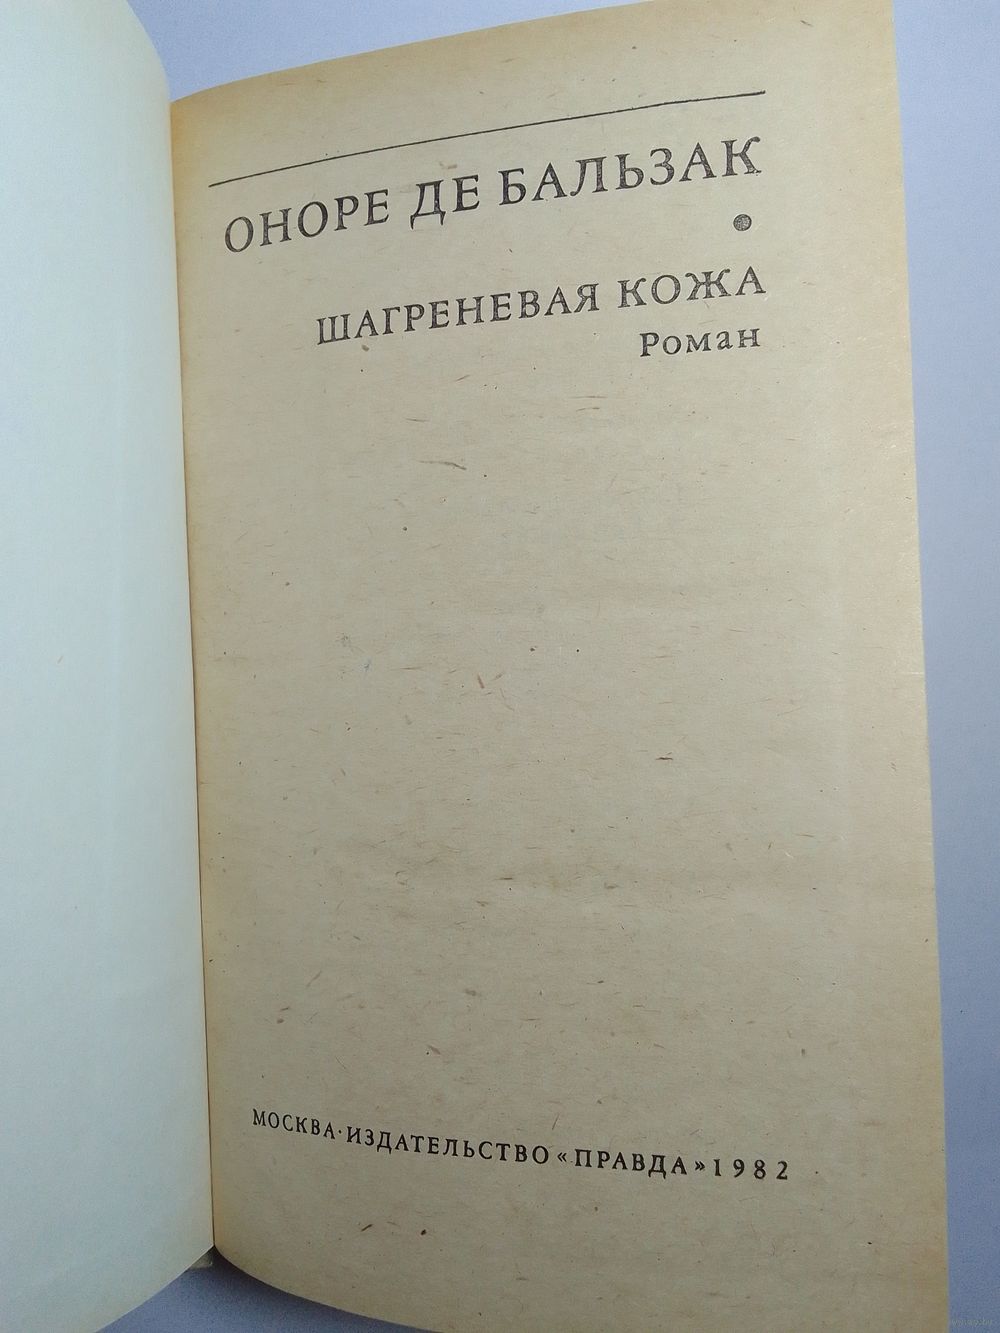 ОНОРЕ ДЕ БАЛЬЗАК
ШАГРЕНЕВАЯ КОЖА
Роман
МОСКВА·ИЗДАТЕЛЬСТВО «ПРАВДА» 1982